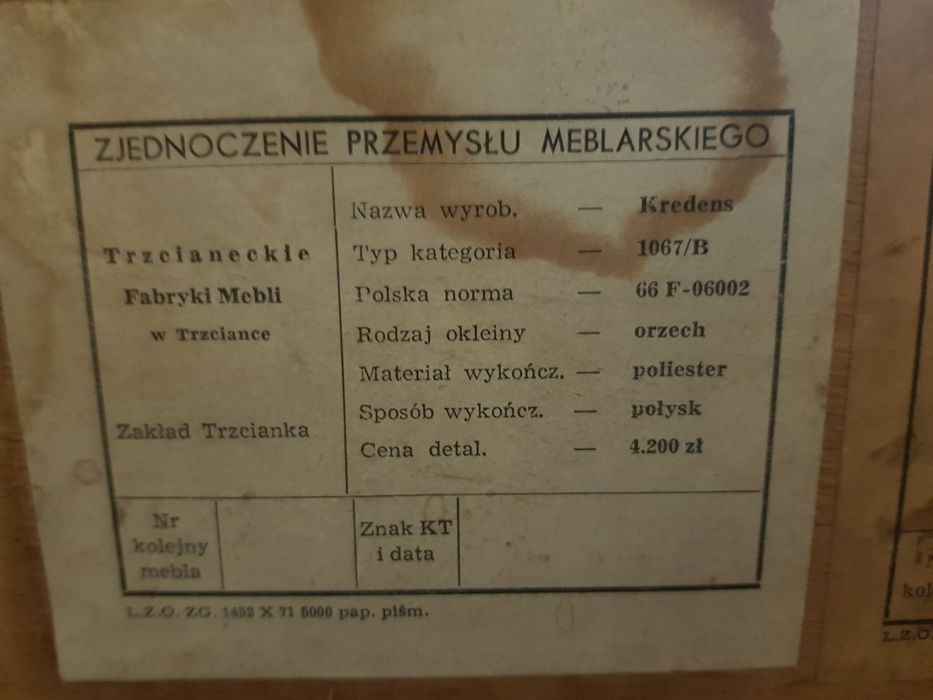 ZJEDNOCZENIE PRZEMYSŁU MEBLARSKIEGO
Trzcianeckie
Fabryki Mebli
w Trzciance
Zakład Trzcianka
Nazwa wyrob. — Kredens
Typ kategoria — 1067/B
Polska norma — 66 F-06002
Rodzaj okleiny — orzech
Materiał wykończ. — poliester
Sposób wykończ. — połysk
Cena detal. — 4.200 zł
Nr
kolejny
mebla
Znak KT
i data
L.Z.O. ZG. 1452 X 71 5000 pap. piśm.
kol
L.Z.O